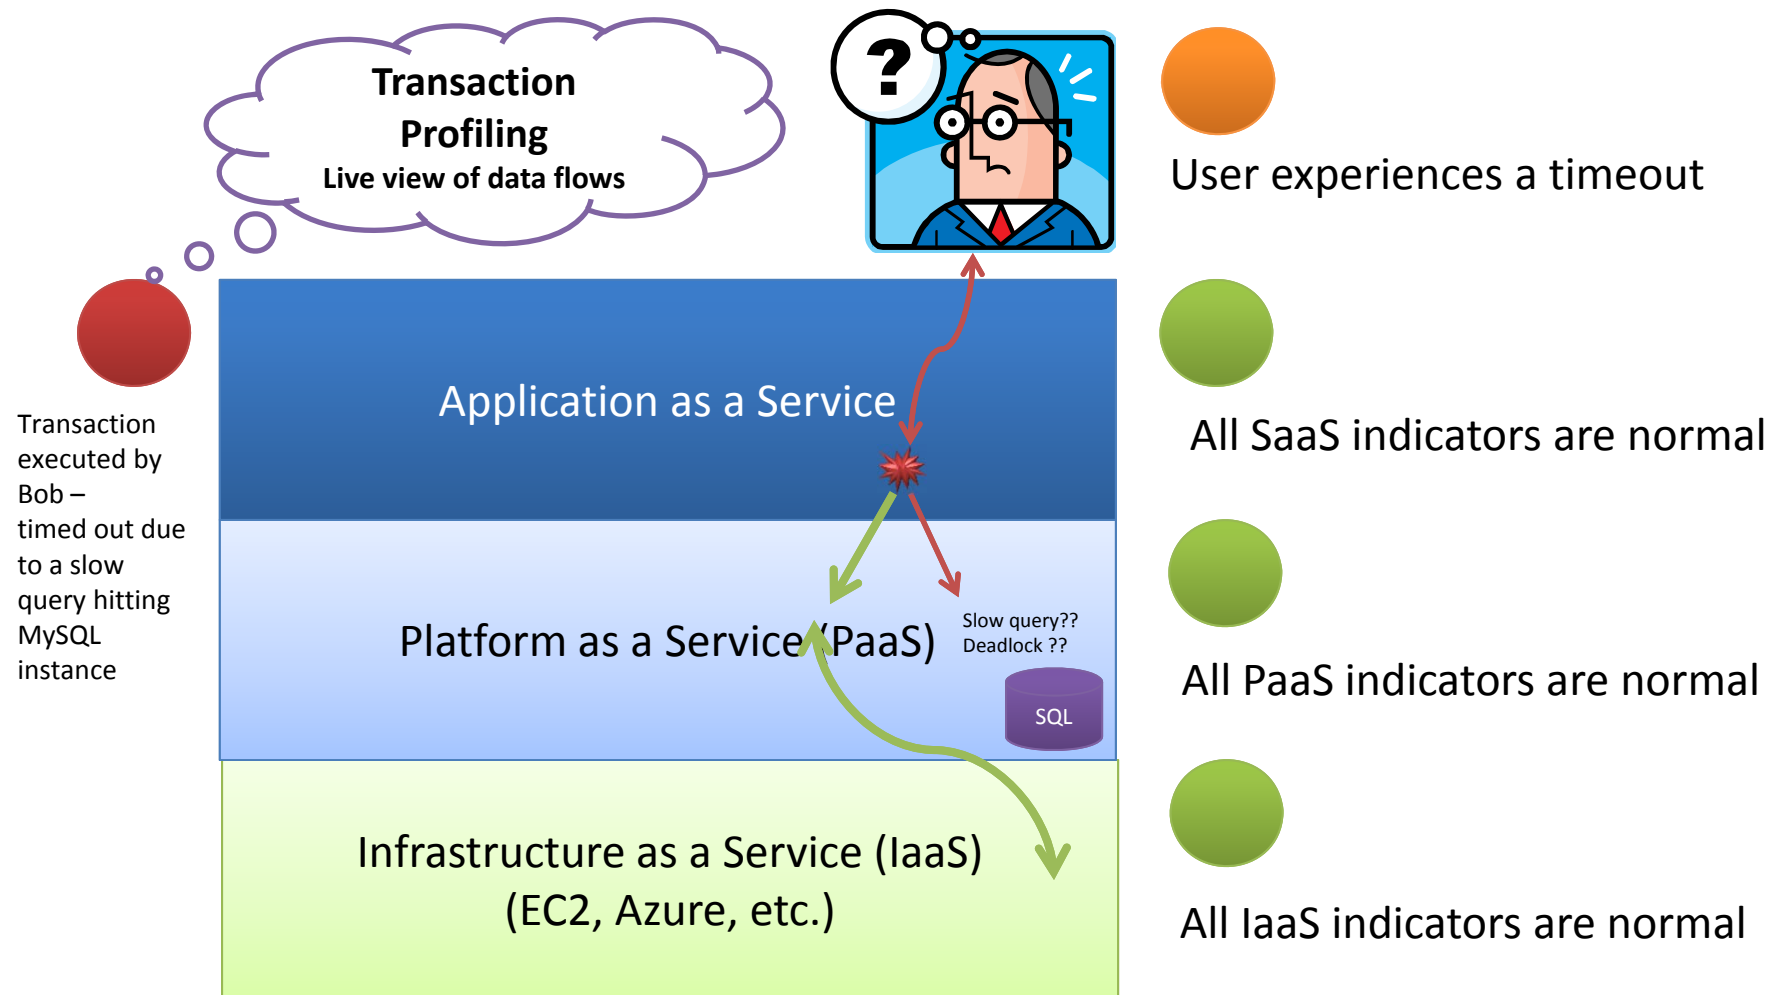 Transaction
Profiling
Live view of data flows
?
User experiences a timeout
Application as a Service
All SaaS indicators are normal
Transaction
executed by
Bob –
timed out due
to a slow
query hitting
MySQL
instance
Platform as a Service (PaaS)
Slow query??
Deadlock ??
SQL
All PaaS indicators are normal
Infrastructure as a Service (IaaS)
(EC2, Azure, etc.)
All IaaS indicators are normal